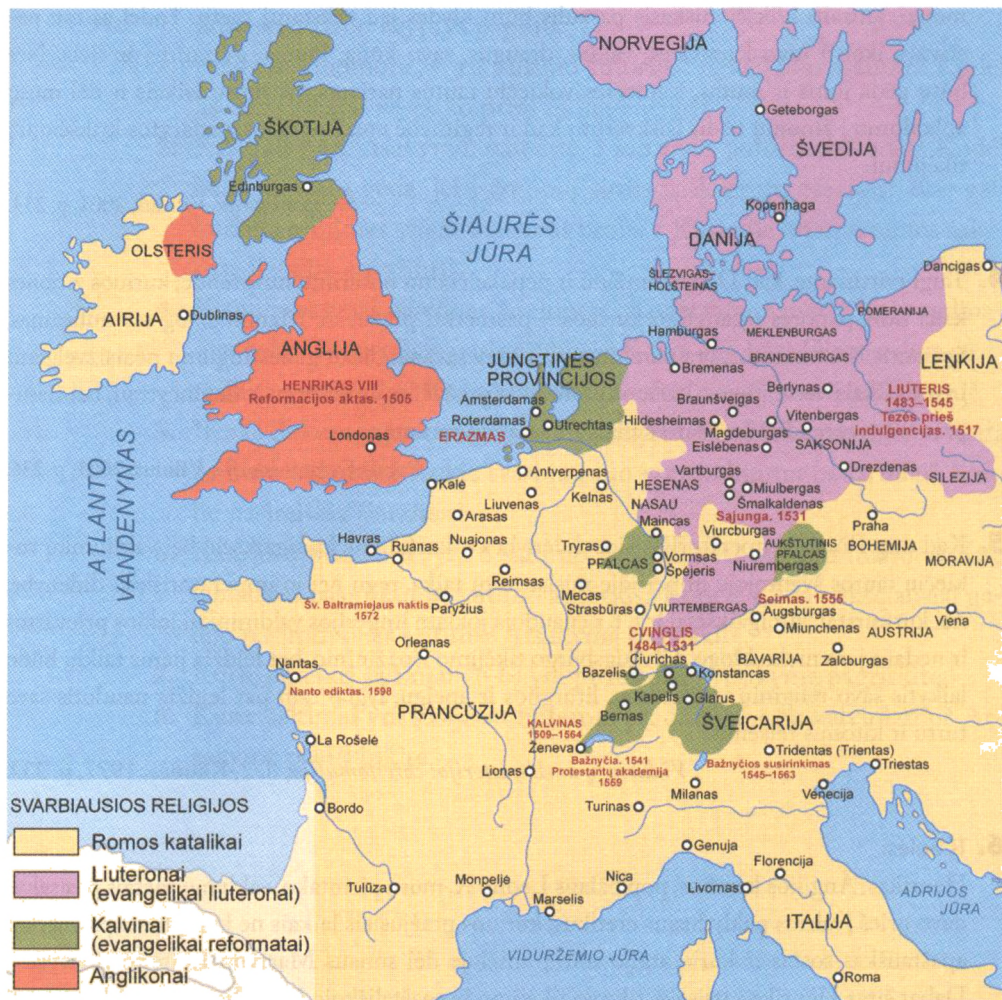 NORVEGIJA
Geteborgas
ŠVEDIJA
ŠKOTIJA
Edinburgas
ŠIAURĖS
JŪRA
Kopenhaga
DANIJA
OLSTERIS
Dancigas
ŠLEZVIGAS–
HOLŠTEINAS
AIRIJA
Dublinas
POMERANIJA
Hamburgas
MEKLENBURGAS
ANGLIJA
JUNGTINĖS
PROVINCIJOS
BRANDENBURGAS
LENKIJA
Bremenas
HENRIKAS VIII
Reformacijos aktas. 1505
Berlynas
LIUTERIS
1483–1545
Tezės prieš
indulgencijas. 1517
Amsterdamas
Roterdamas
Utrechtas
ERAZMAS
Braunšveigas
Hildesheimas
Vitenbergas
Magdeburgas
SAKSONIJA
Eislėbenas
Londonas
ATLANTO
VANDENYNAS
Antverpenas
Kalė
Liuvenas
Kelnas
Vartburgas
HESENAS
Miulbergas
Drezdenas
SILEZIJA
NASAU
Šmalkaldenas
Sąjunga. 1531
Arasas
Maincas
Viurcburgas
Praha
Havras
Ruanas
Nuajonas
Tryras
AUKŠTUTINIS
PFALCAS
BOHEMIJA
PFALCAS
Vormsas
Špėjeris
Niurembergas
MORAVIJA
Reimsas
Mecas
Seimas. 1555
Paryžius
Šv. Baltramiejaus naktis
1572
Strasbūras
VIURTEMBERGAS
Augsburgas
Viena
Miunchenas
AUSTRIJA
CVINGLIS
1484–1531
Orleanas
Ciurichas
BAVARIJA
Zalcburgas
Nantas
Bazelis
Konstancas
Nanto ediktas. 1598
Kapelis
Glarus
PRANCŪZIJA
Bernas
ŠVEICARIJA
KALVINAS
1509–1564
La Rošelė
Ženeva
Tridentas (Trientas)
Bažnyčia. 1541
Protestantų akademija
1559
Bažnyčios susirinkimas
1545–1563
Triestas
Lionas
Milanas
Venecija
SVARBIAUSIOS RELIGIJOS
Bordo
Turinas
Romos katalikai
Genuja
Florencija
Liuteronai
(evangelikai liuteronai)
Tulūza
Monpeljė
Nica
Livornas
ADRIJOS
JŪRA
Marselis
Kalvinai
(evangelikai reformatai)
ITALIJA
VIDURŽEMIO JŪRA
Anglikonai
Roma